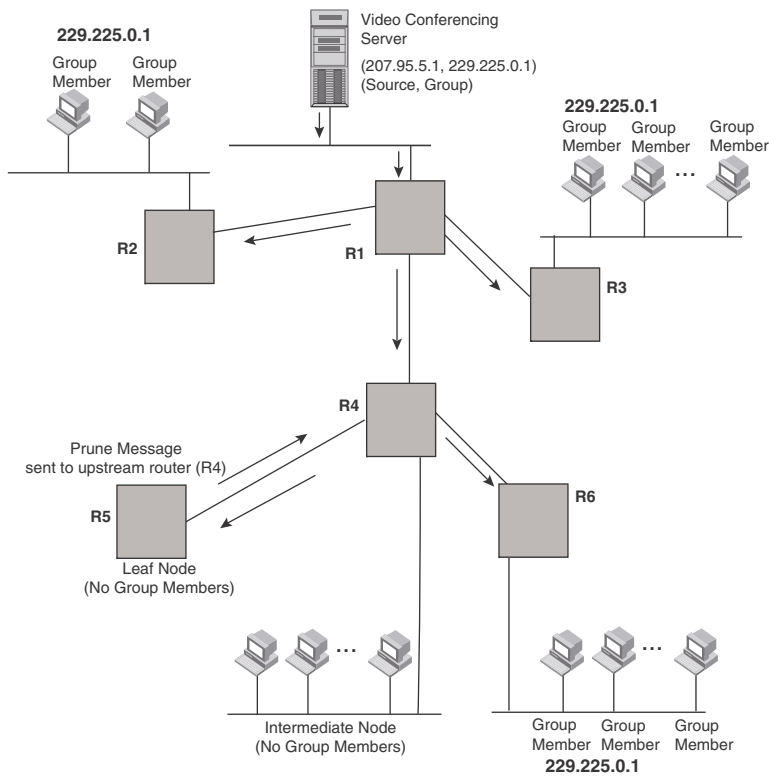 Video Conferencing
Server
(207.95.5.1, 229.225.0.1)
(Source, Group)
229.225.0.1
Group
Member
Group
Member
229.225.0.1
Group
Member
Group
Member
Group
Member
...
R2
R1
R3
R4
Prune Message
sent to upstream router (R4)
R5
R6
Leaf Node
(No Group Members)
...
...
Intermediate Node
(No Group Members)
Group
Member
Group
Member
Group
Member
229.225.0.1